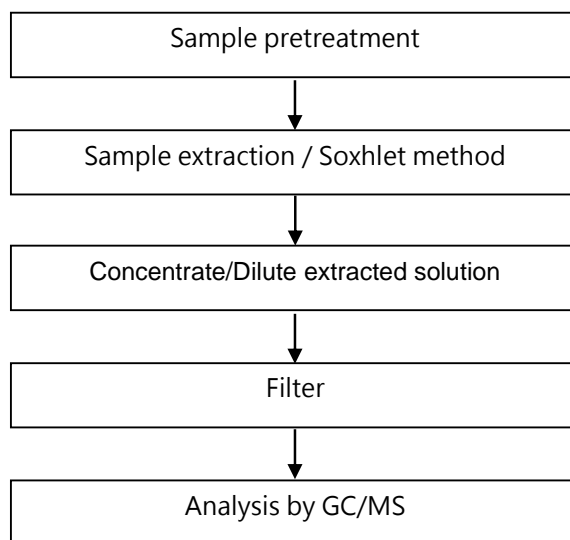 Sample pretreatment
Sample extraction / Soxhlet method
Concentrate/Dilute extracted solution
Filter
Analysis by GC/MS